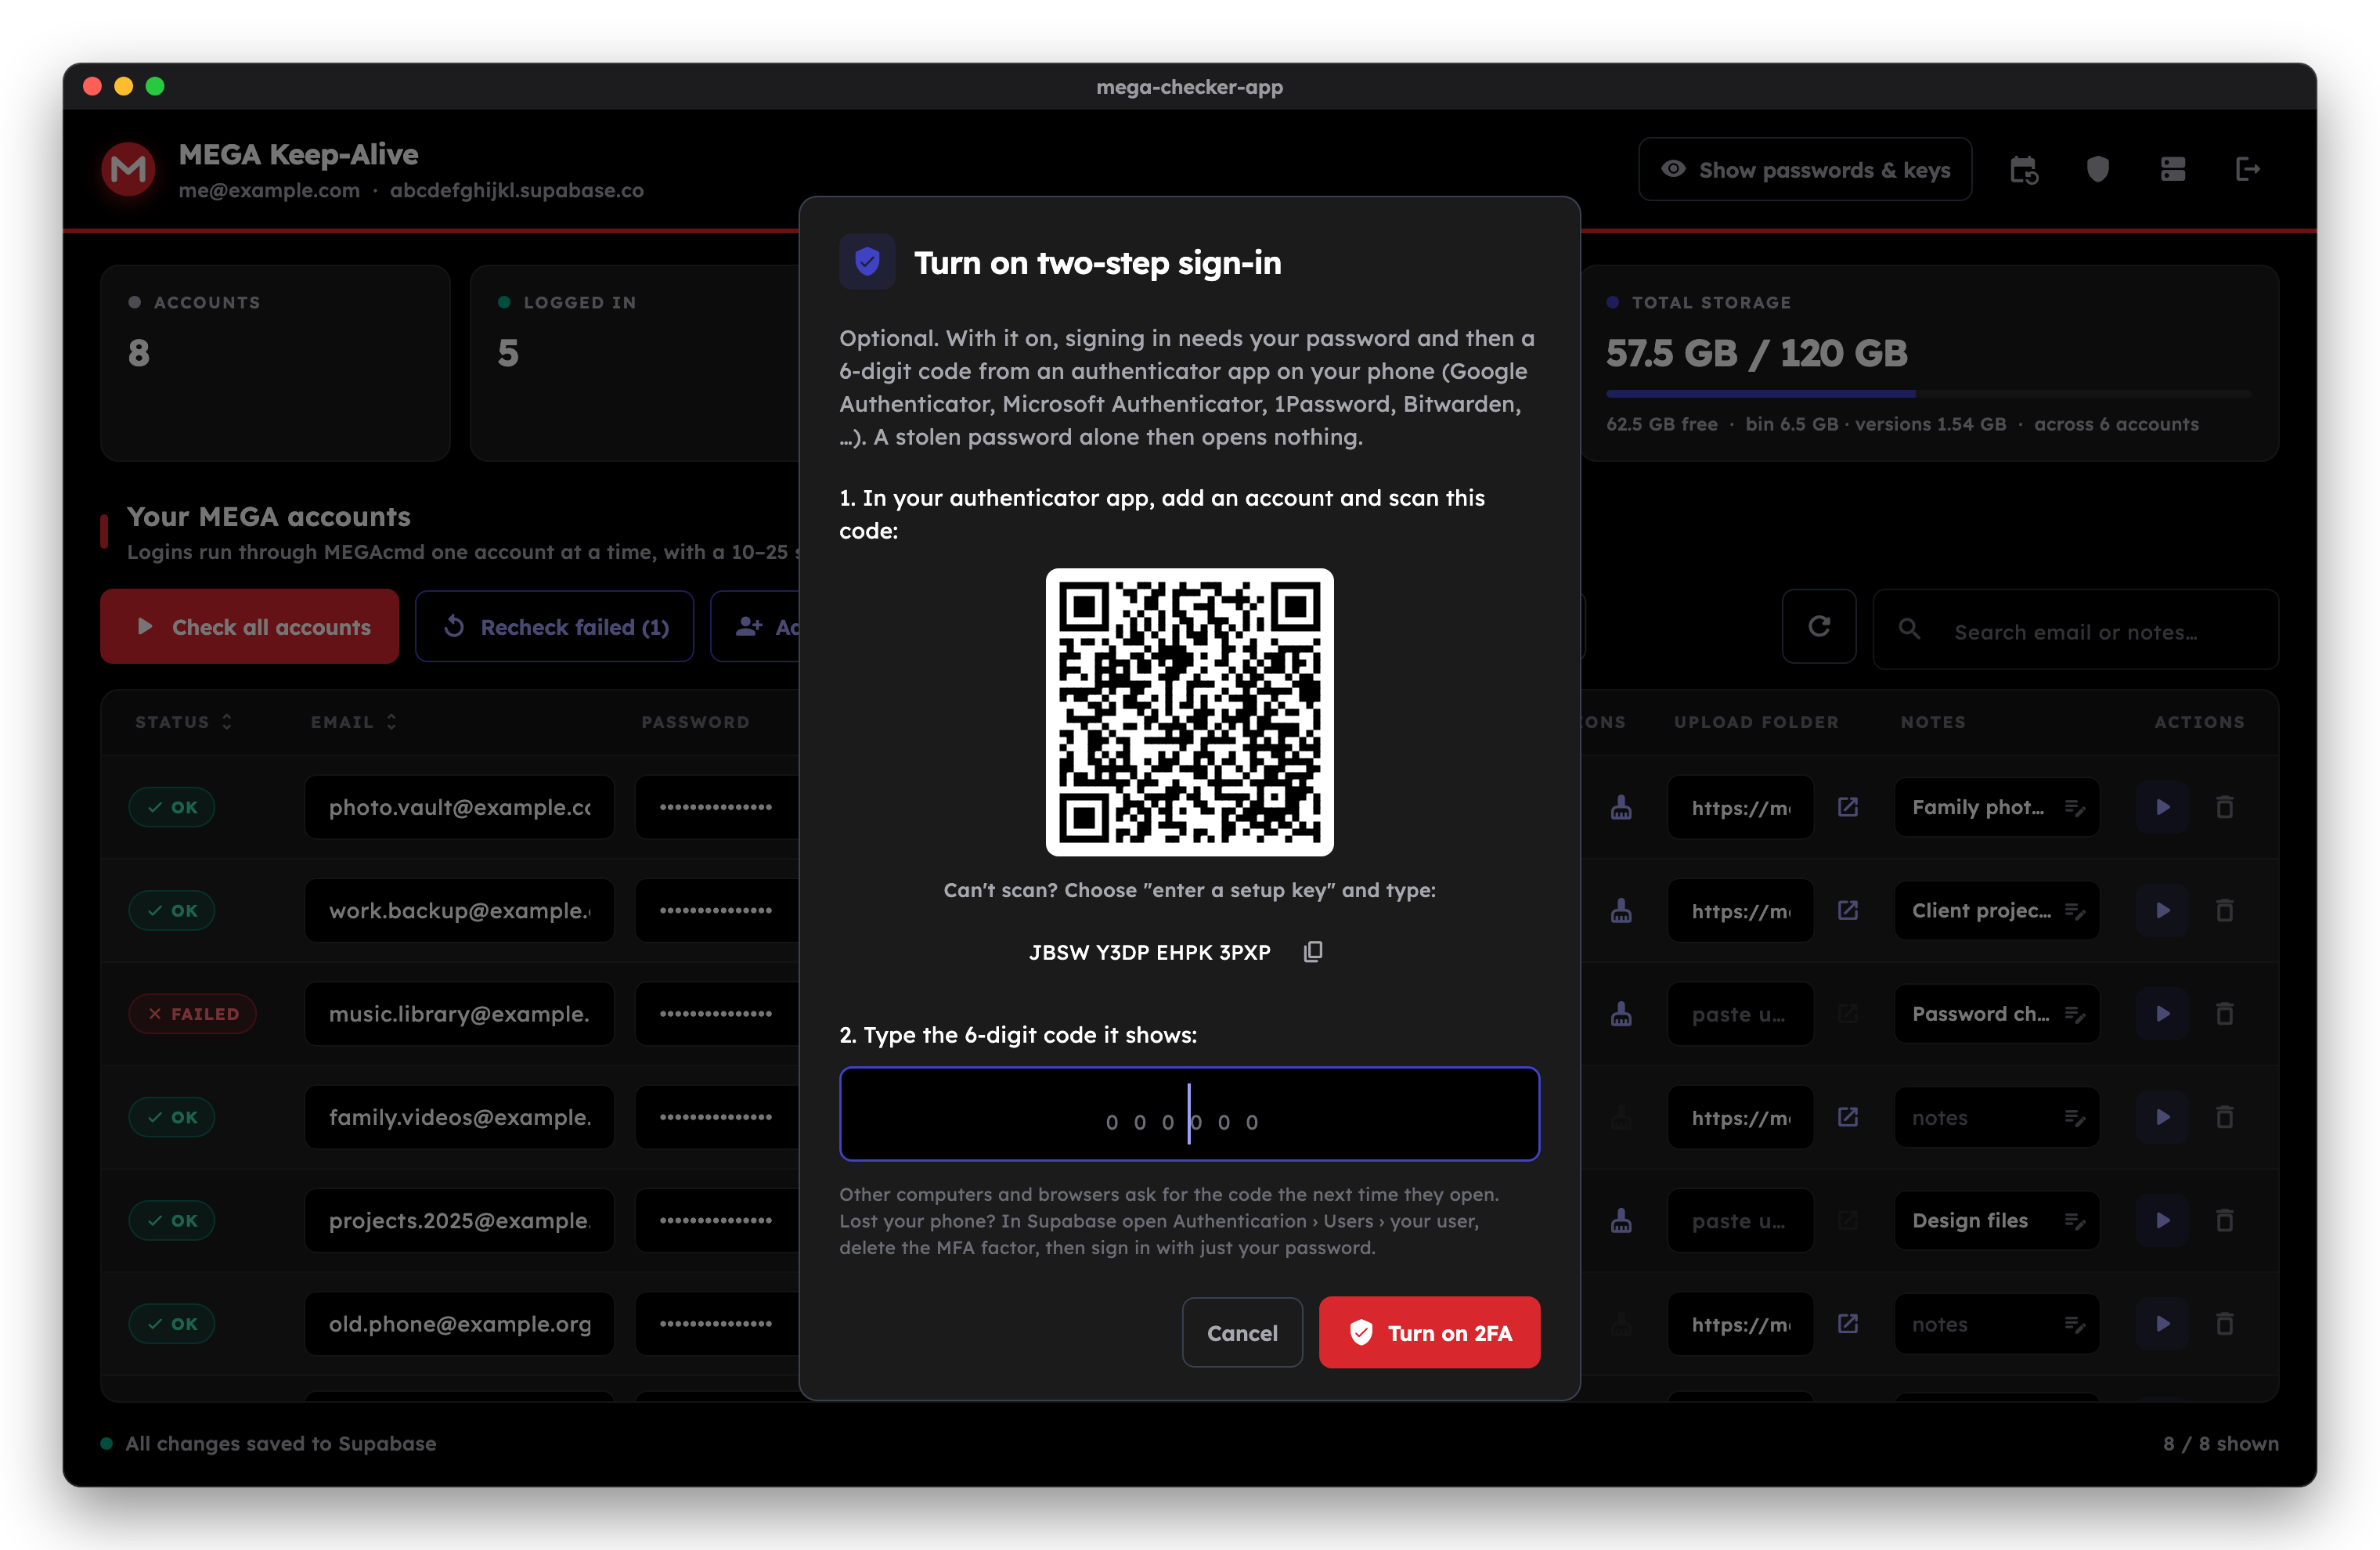 mega-checker-app
MEGA Keep-Alive
me@example.com · abcdefghijkl.supabase.co
Show passwords & keys
ACCOUNTS
8
LOGGED IN
5
TOTAL STORAGE
57.5 GB / 120 GB
62.5 GB free · bin 6.5 GB · versions 1.54 GB · across 6 accounts
Your MEGA accounts
Logins run through MEGAcmd one account at a time, with a 10–25 s
Check all accounts
Recheck failed (1)
Search email or notes...
STATUS EMAIL PASSWORD UPLOAD FOLDER NOTES ACTIONS
OK photo.vault@example.co •••••••••••••• https://m Family phot...
OK work.backup@example. •••••••••••••• https://m Client projec...
FAILED music.library@example. •••••••••••••• paste u... Password ch...
OK family.videos@example. •••••••••••••• https://m notes
OK projects.2025@example. •••••••••••••• paste u... Design files
OK old.phone@example.org •••••••••••••• https://m notes
All changes saved to Supabase
8 / 8 shown
Turn on two-step sign-in
Optional. With it on, signing in needs your password and then a
6-digit code from an authenticator app on your phone (Google
Authenticator, Microsoft Authenticator, 1Password, Bitwarden,
...). A stolen password alone then opens nothing.
1. In your authenticator app, add an account and scan this
code:
Can't scan? Choose "enter a setup key" and type:
JBSW Y3DP EHPK 3PXP
2. Type the 6-digit code it shows:
0 0 0 0 0 0
Other computers and browsers ask for the code the next time they open.
Lost your phone? In Supabase open Authentication › Users › your user,
delete the MFA factor, then sign in with just your password.
Cancel
Turn on 2FA